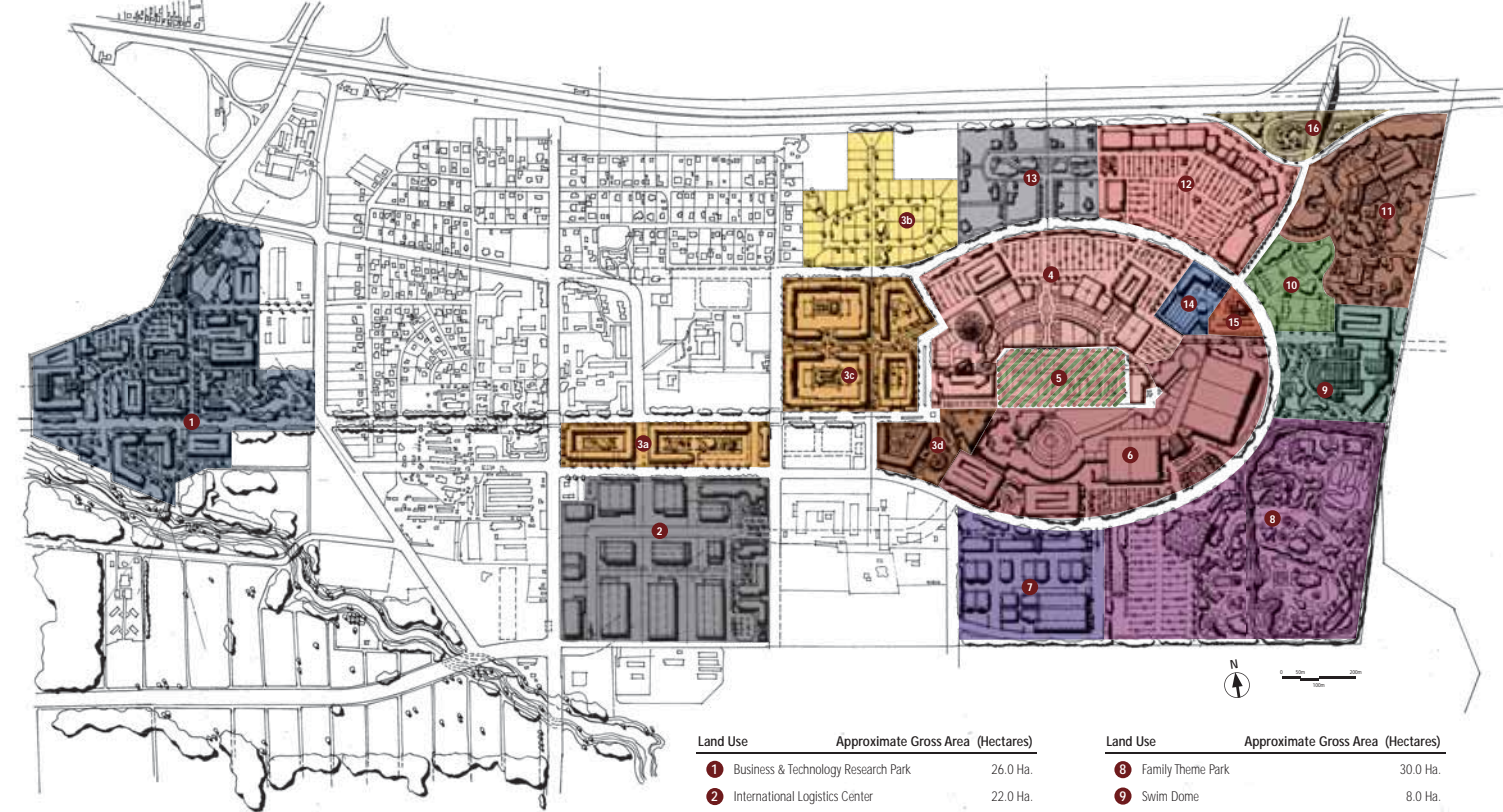 16
12
13
11
3b
10
4
14
15
3c
5
9
1
3a
3d
6
2
8
7
N
0 50m 200m
100m
Land Use Approximate Gross Area (Hectares)
1 Business & Technology Research Park 26.0 Ha.
2 International Logistics Center 22.0 Ha.
Land Use Approximate Gross Area (Hectares)
8 Family Theme Park 30.0 Ha.
9 Swim Dome 8.0 Ha.